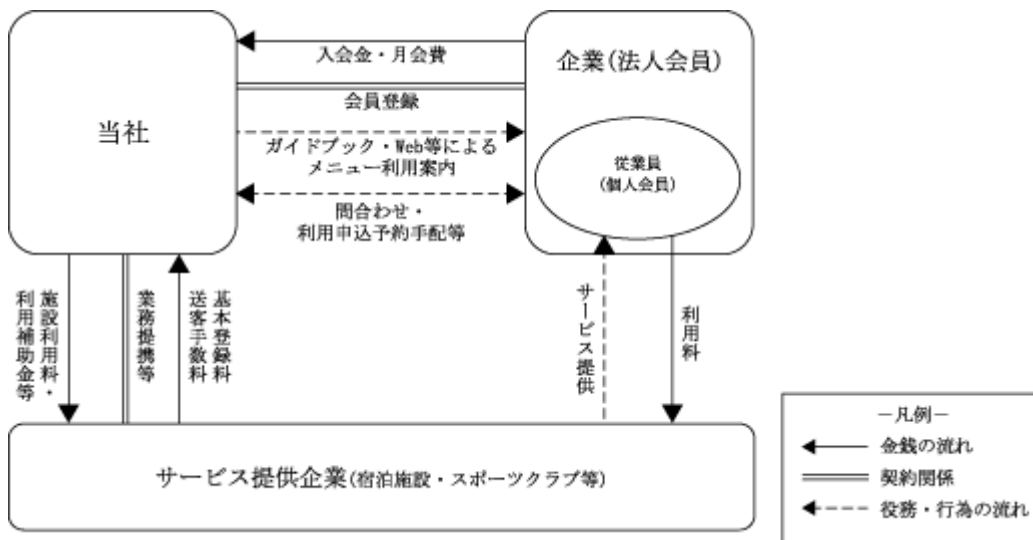 入会金・月会費
企業(法人会員)
会員登録
当社
ガイドブック・Web等による
メニュー利用案内
従業員
(個人会員)
問合わせ・
利用申込予約手配等
施設利用料・
利用補助金等
業務提携等
基本登録料
送客手数料
サービス提供
利用料
サービス提供企業(宿泊施設・スポーツクラブ等)
－凡例－
金銭の流れ
契約関係
役務・行為の流れ